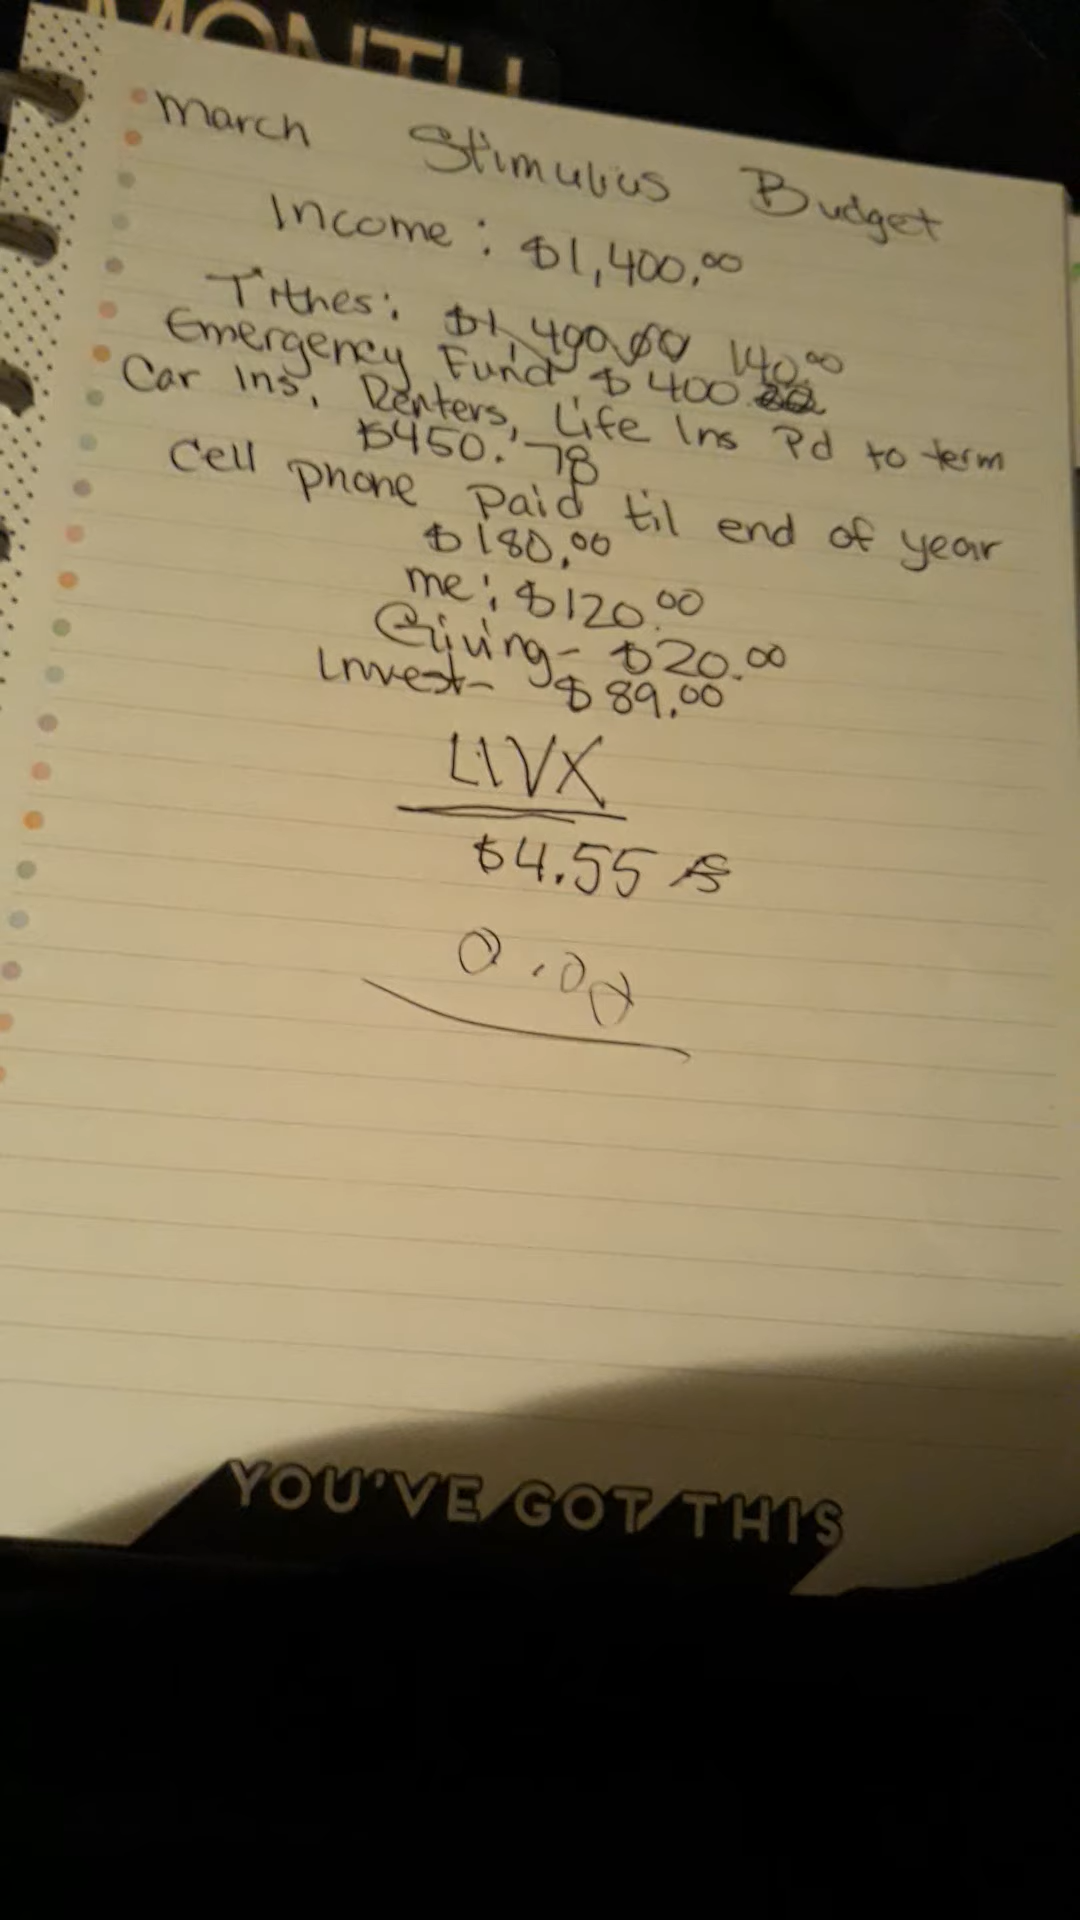 MONTH
March Stimulus Budget
Income: $1,400.00
Tithes: $1,400.00 140.00
Emergency Fund $400.00
Car Ins, Renters, Life Ins Pd to term
$450.78
Cell phone paid til end of year
$180.00
me: $120.00
Giving- $20.00
Invest- $89.00
LIVX
$4.55
0.00
YOU'VE GOT THIS